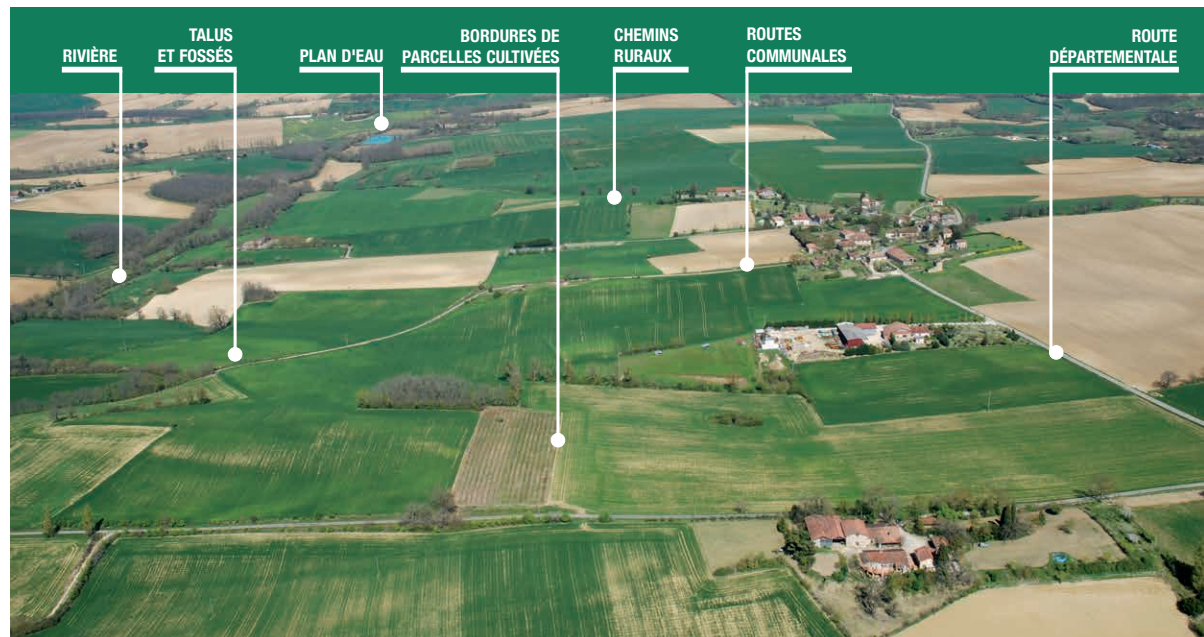 RIVIÈRE
TALUS
ET FOSSÉS
PLAN D'EAU
BORDURES DE
PARCELLES CULTIVÉES
CHEMINS
RURAUX
ROUTES
COMMUNALES
ROUTE
DÉPARTEMENTALE